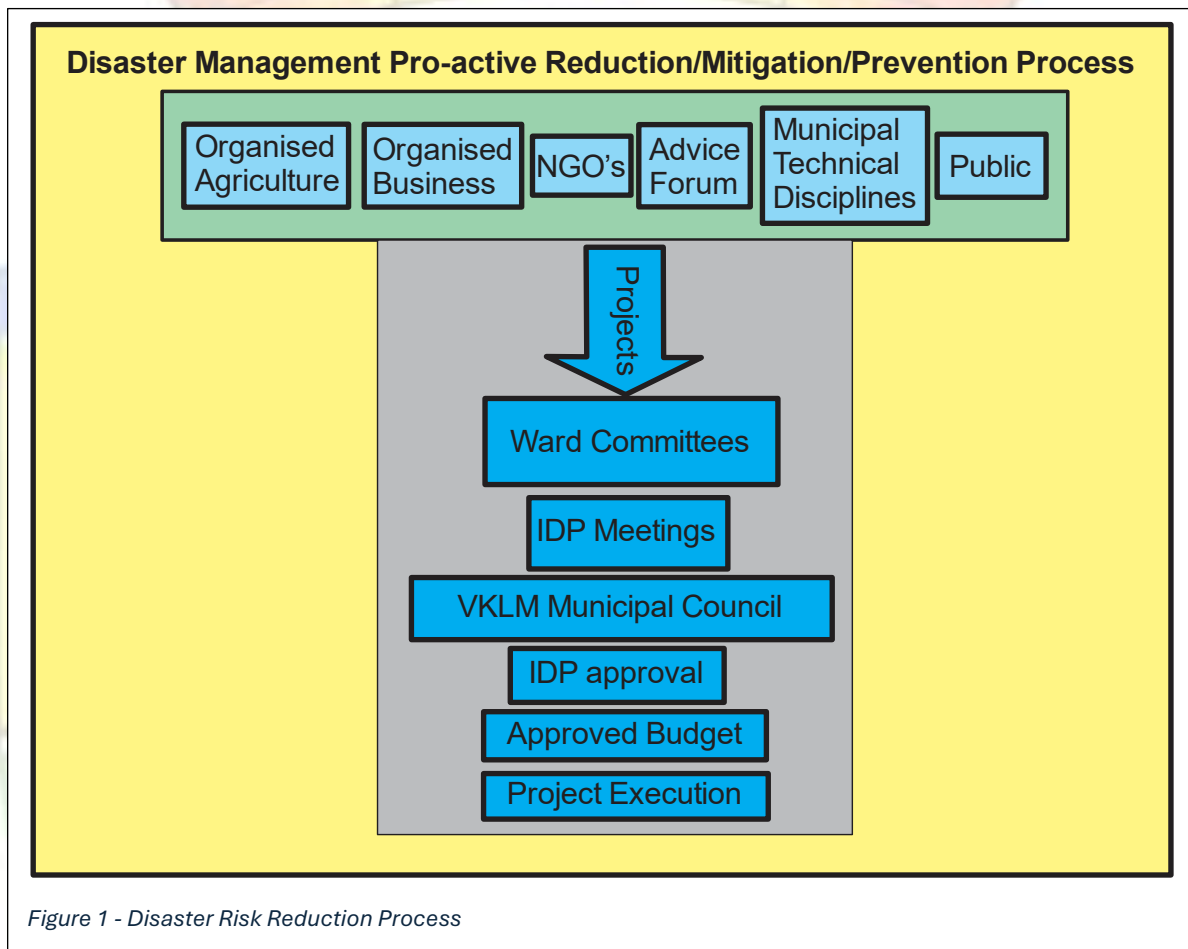 Disaster Management Pro-active Reduction/Mitigation/Prevention Process
Organised
Agriculture
Organised
Business
NGO's
Advice
Forum
Municipal
Technical
Disciplines
Public
Projects
Ward Committees
IDP Meetings
VKLM Municipal Council
IDP approval
Approved Budget
Project Execution
Figure 1 - Disaster Risk Reduction Process